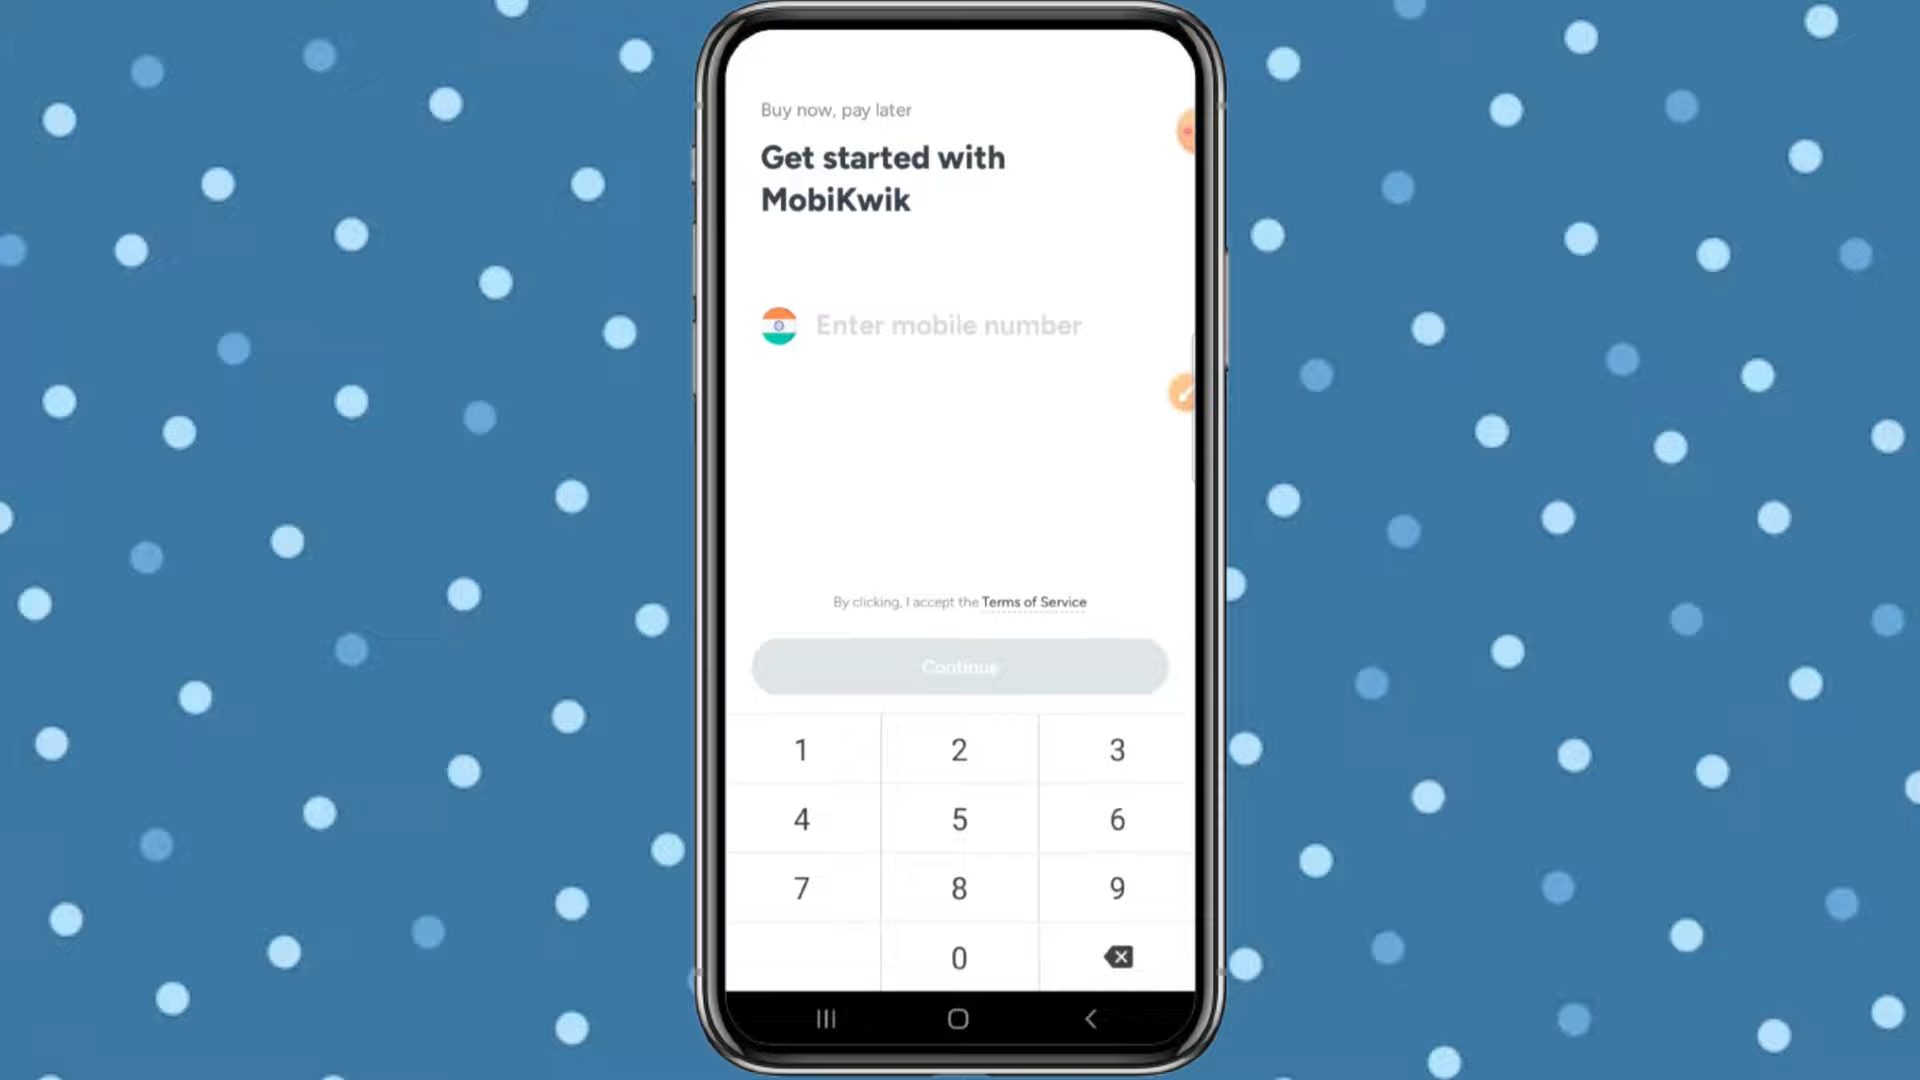 Buy now, pay later
Get started with
MobiKwik
Enter mobile number
By clicking, I accept the Terms of Service
Continue
1 2 3
4 5 6
7 8 9
0